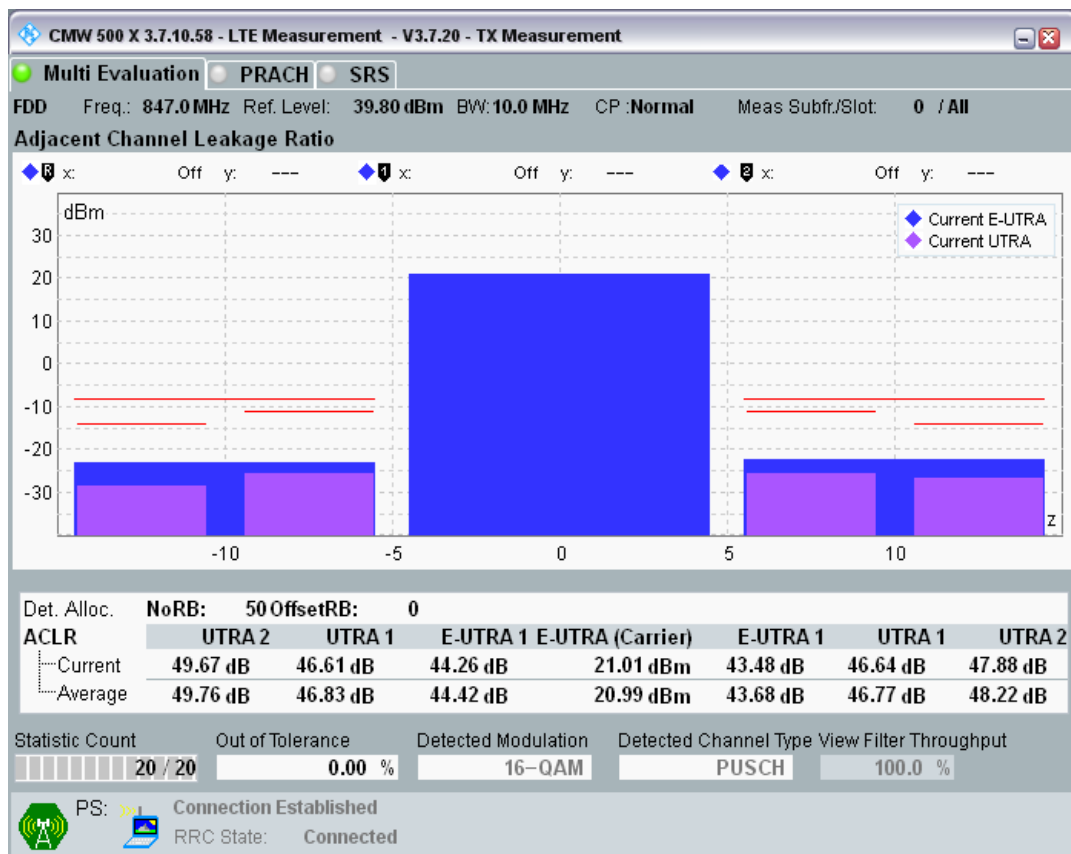 CMW 500 X 3.7.10.58 - LTE Measurement - V3.7.20 - TX Measurement
Multi Evaluation PRACH SRS
FDD Freq.: 847.0 MHz Ref. Level: 39.80 dBm BW: 10.0 MHz CP :Normal Meas Subfr./Slot: 0 / All
Adjacent Channel Leakage Ratio
R x: Off y: --- 1 x: Off y: --- 2 x: Off y: ---
dBm
Current E-UTRA
Current UTRA
30
20
10
0
-10
-20
-30
z
-10 -5 0 5 10
Det. Alloc. NoRB: 50 OffsetRB: 0
ACLR UTRA 2 UTRA 1 E-UTRA 1 E-UTRA (Carrier) E-UTRA 1 UTRA 1 UTRA 2
Current 49.67 dB 46.61 dB 44.26 dB 21.01 dBm 43.48 dB 46.64 dB 47.88 dB
Average 49.76 dB 46.83 dB 44.42 dB 20.99 dBm 43.68 dB 46.77 dB 48.22 dB
Statistic Count Out of Tolerance Detected Modulation Detected Channel Type View Filter Throughput
20 / 20 0.00 % 16-QAM PUSCH 100.0 %
PS: Connection Established
RRC State: Connected